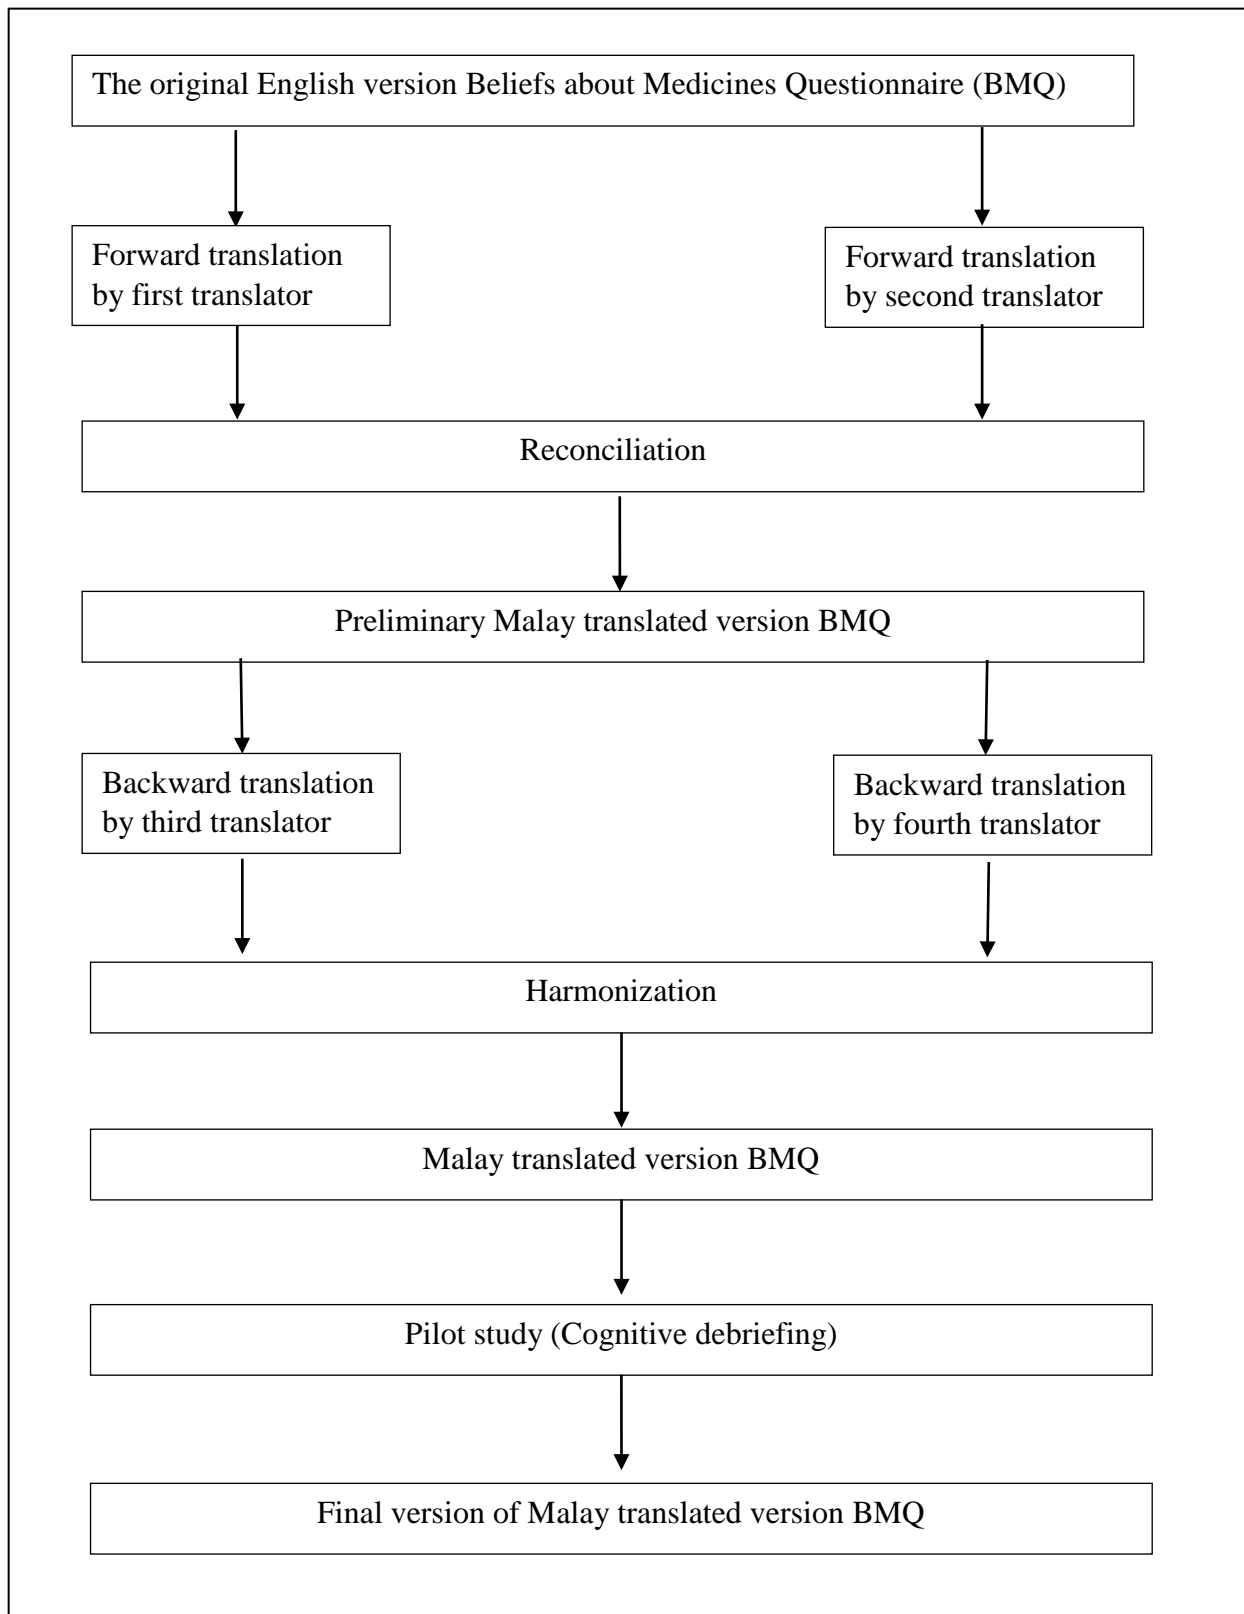 The original English version Beliefs about Medicines Questionnaire (BMQ)
Forward translation
by first translator
Forward translation
by second translator
Reconciliation
Preliminary Malay translated version BMQ
Backward translation
by third translator
Backward translation
by fourth translator
Harmonization
Malay translated version BMQ
Pilot study (Cognitive debriefing)
Final version of Malay translated version BMQ